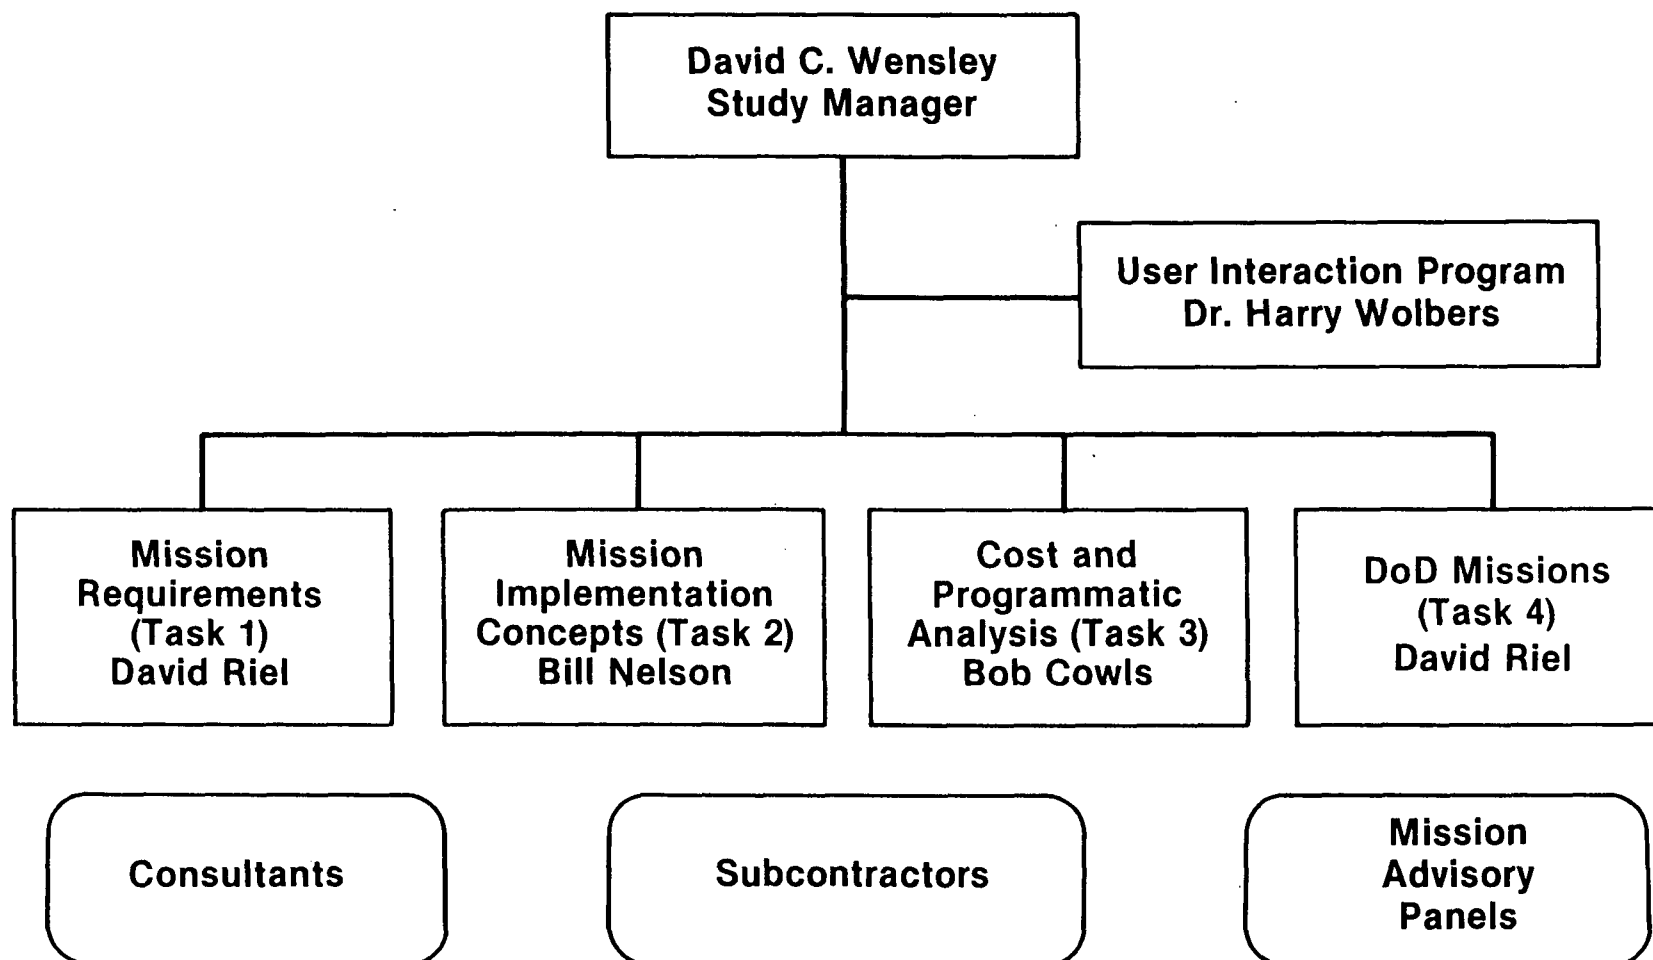 David C. Wensley
Study Manager
User Interaction Program
Dr. Harry Wolbers
Mission
Requirements
(Task 1)
David Riel
Mission
Implementation
Concepts (Task 2)
Bill Nelson
Cost and
Programmatic
Analysis (Task 3)
Bob Cowls
DoD Missions
(Task 4)
David Riel
Consultants
Subcontractors
Mission
Advisory
Panels